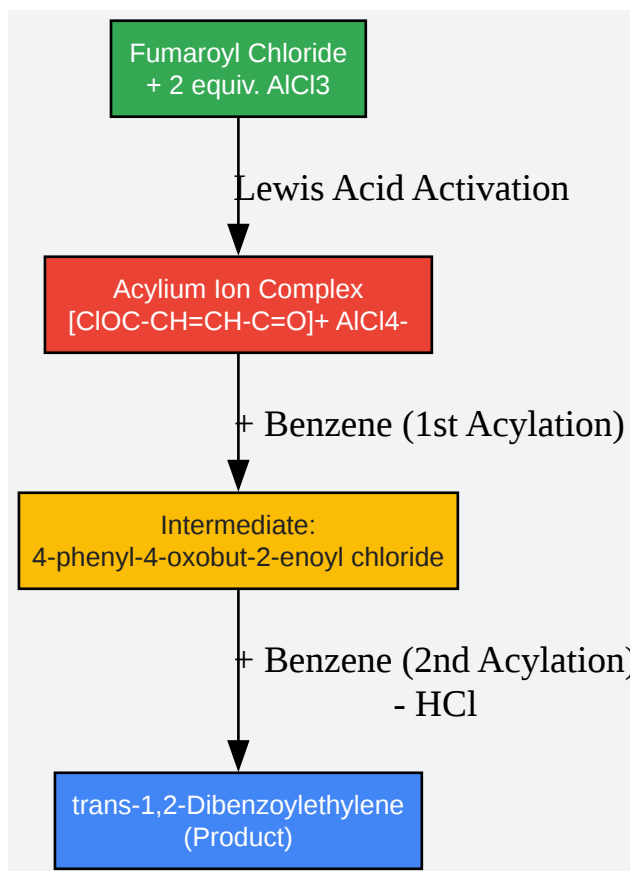 Fumaroyl Chloride
+ 2 equiv. AlCl3
Lewis Acid Activation
Acylium Ion Complex
[ClOC-CH=CH-C=O]+ AlCl4-
+ Benzene (1st Acylation)
Intermediate:
4-phenyl-4-oxobut-2-enoyl chloride
+ Benzene (2nd Acylation)
- HCl
trans-1,2-Dibenzoylethylene
(Product)